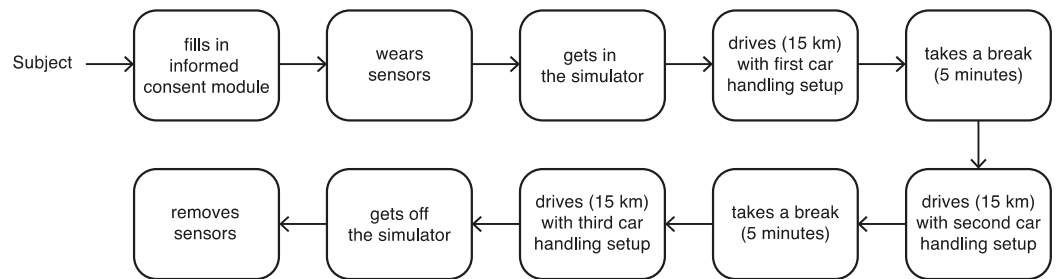 Subject
fills in
informed
consent module
wears
sensors
gets in
the simulator
drives (15 km)
with first car
handling setup
takes a break
(5 minutes)
drives (15 km)
with second car
handling setup
takes a break
(5 minutes)
drives (15 km)
with third car
handling setup
gets off
the simulator
removes
sensors